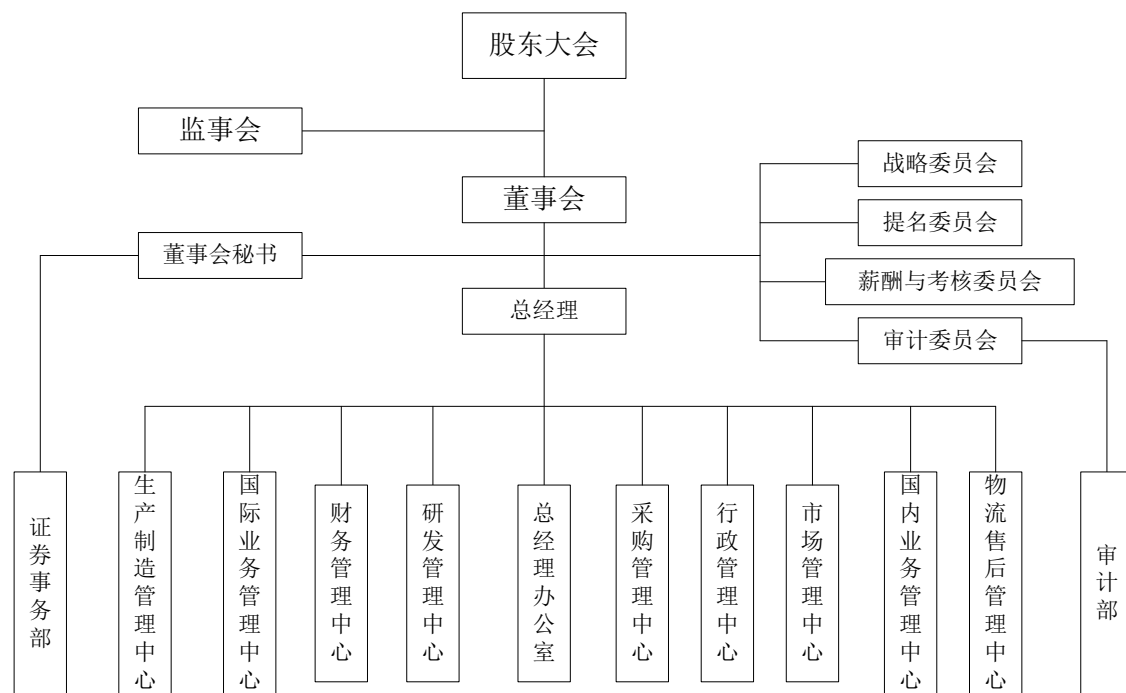 股东大会
监事会
董事会
战略委员会
提名委员会
董事会秘书
薪酬与考核委员会
总经理
审计委员会
证券事务部
生产制造管理中心
国际业务管理中心
财务管理中心
研发管理中心
总经理办公室
采购管理中心
行政管理中心
市场管理中心
国内业务管理中心
物流售后管理中心
审计部